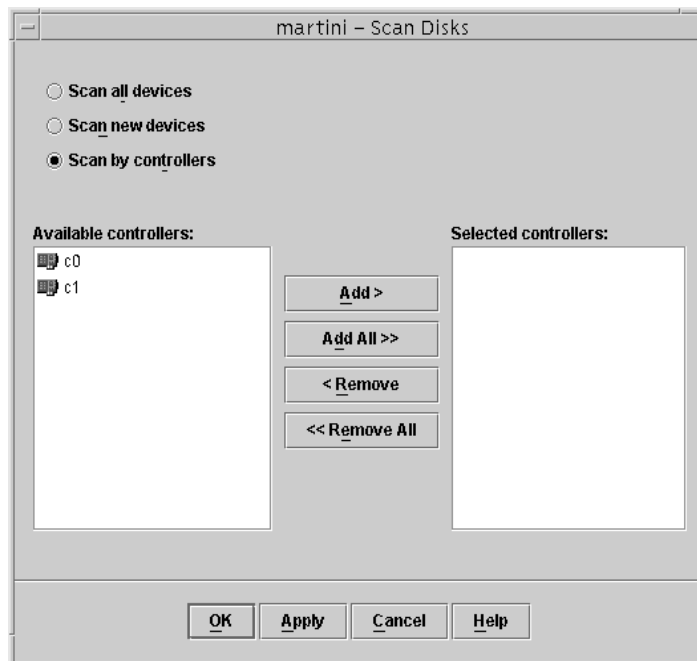 martini – Scan Disks
Scan all devices
Scan new devices
Scan by controllers
Available controllers:
Selected controllers:
c0
c1
Add >
Add All >>
< Remove
<< Remove All
OK
Apply
Cancel
Help